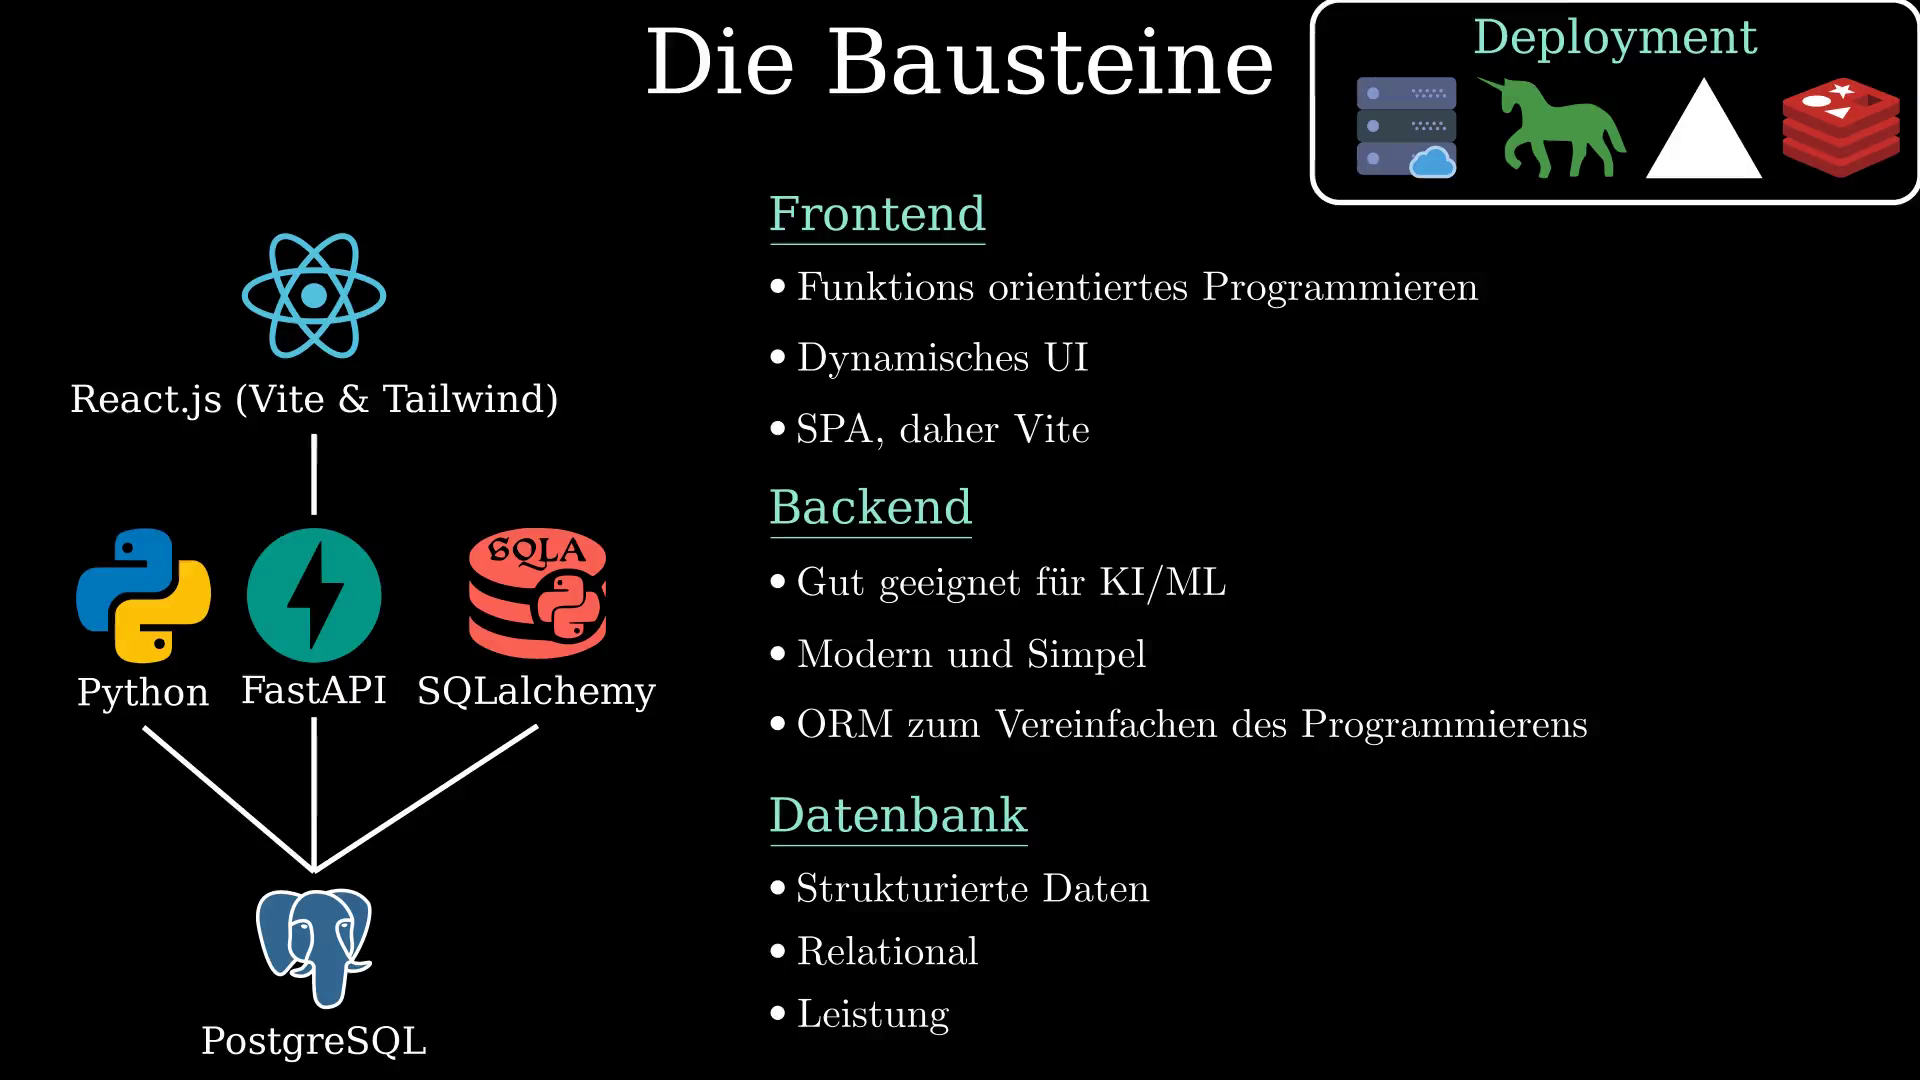 Die Bausteine
Deployment
React.js (Vite & Tailwind)
SQLA
Python
FastAPI
SQLalchemy
PostgreSQL
Frontend
• Funktions orientiertes Programmieren
• Dynamisches UI
• SPA, daher Vite
Backend
• Gut geeignet für KI/ML
• Modern und Simpel
• ORM zum Vereinfachen des Programmierens
Datenbank
• Strukturierte Daten
• Relational
• Leistung